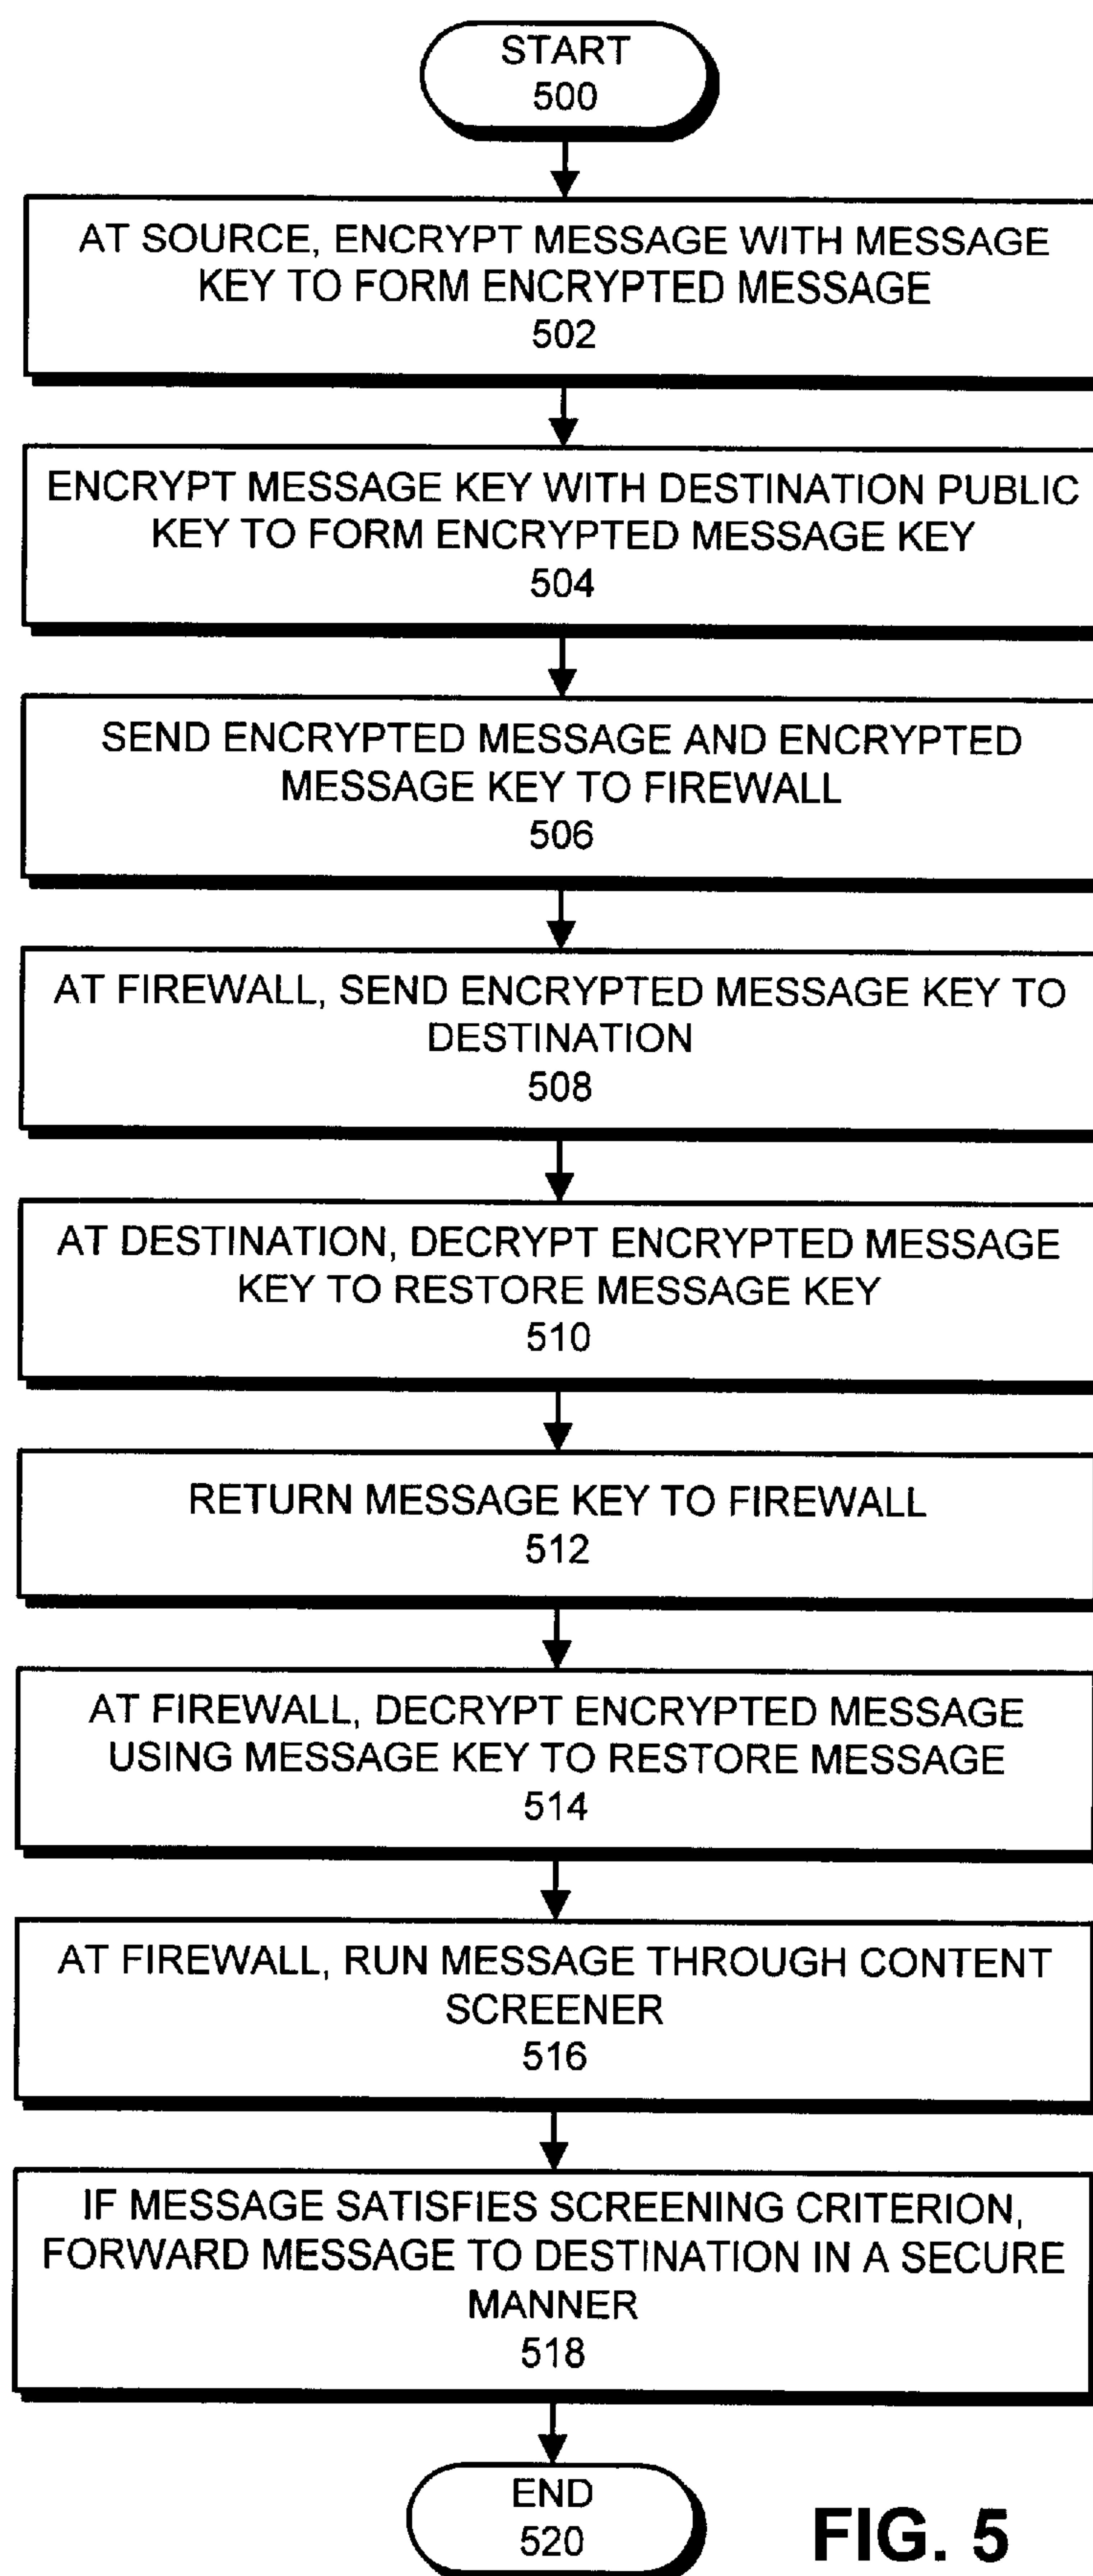 START
500
AT SOURCE, ENCRYPT MESSAGE WITH MESSAGE
KEY TO FORM ENCRYPTED MESSAGE
502
ENCRYPT MESSAGE KEY WITH DESTINATION PUBLIC
KEY TO FORM ENCRYPTED MESSAGE KEY
504
SEND ENCRYPTED MESSAGE AND ENCRYPTED
MESSAGE KEY TO FIREWALL
506
AT FIREWALL, SEND ENCRYPTED MESSAGE KEY TO
DESTINATION
508
AT DESTINATION, DECRYPT ENCRYPTED MESSAGE
KEY TO RESTORE MESSAGE KEY
510
RETURN MESSAGE KEY TO FIREWALL
512
AT FIREWALL, DECRYPT ENCRYPTED MESSAGE
USING MESSAGE KEY TO RESTORE MESSAGE
514
AT FIREWALL, RUN MESSAGE THROUGH CONTENT
SCREENER
516
IF MESSAGE SATISFIES SCREENING CRITERION,
FORWARD MESSAGE TO DESTINATION IN A SECURE
MANNER
518
END
520
FIG. 5